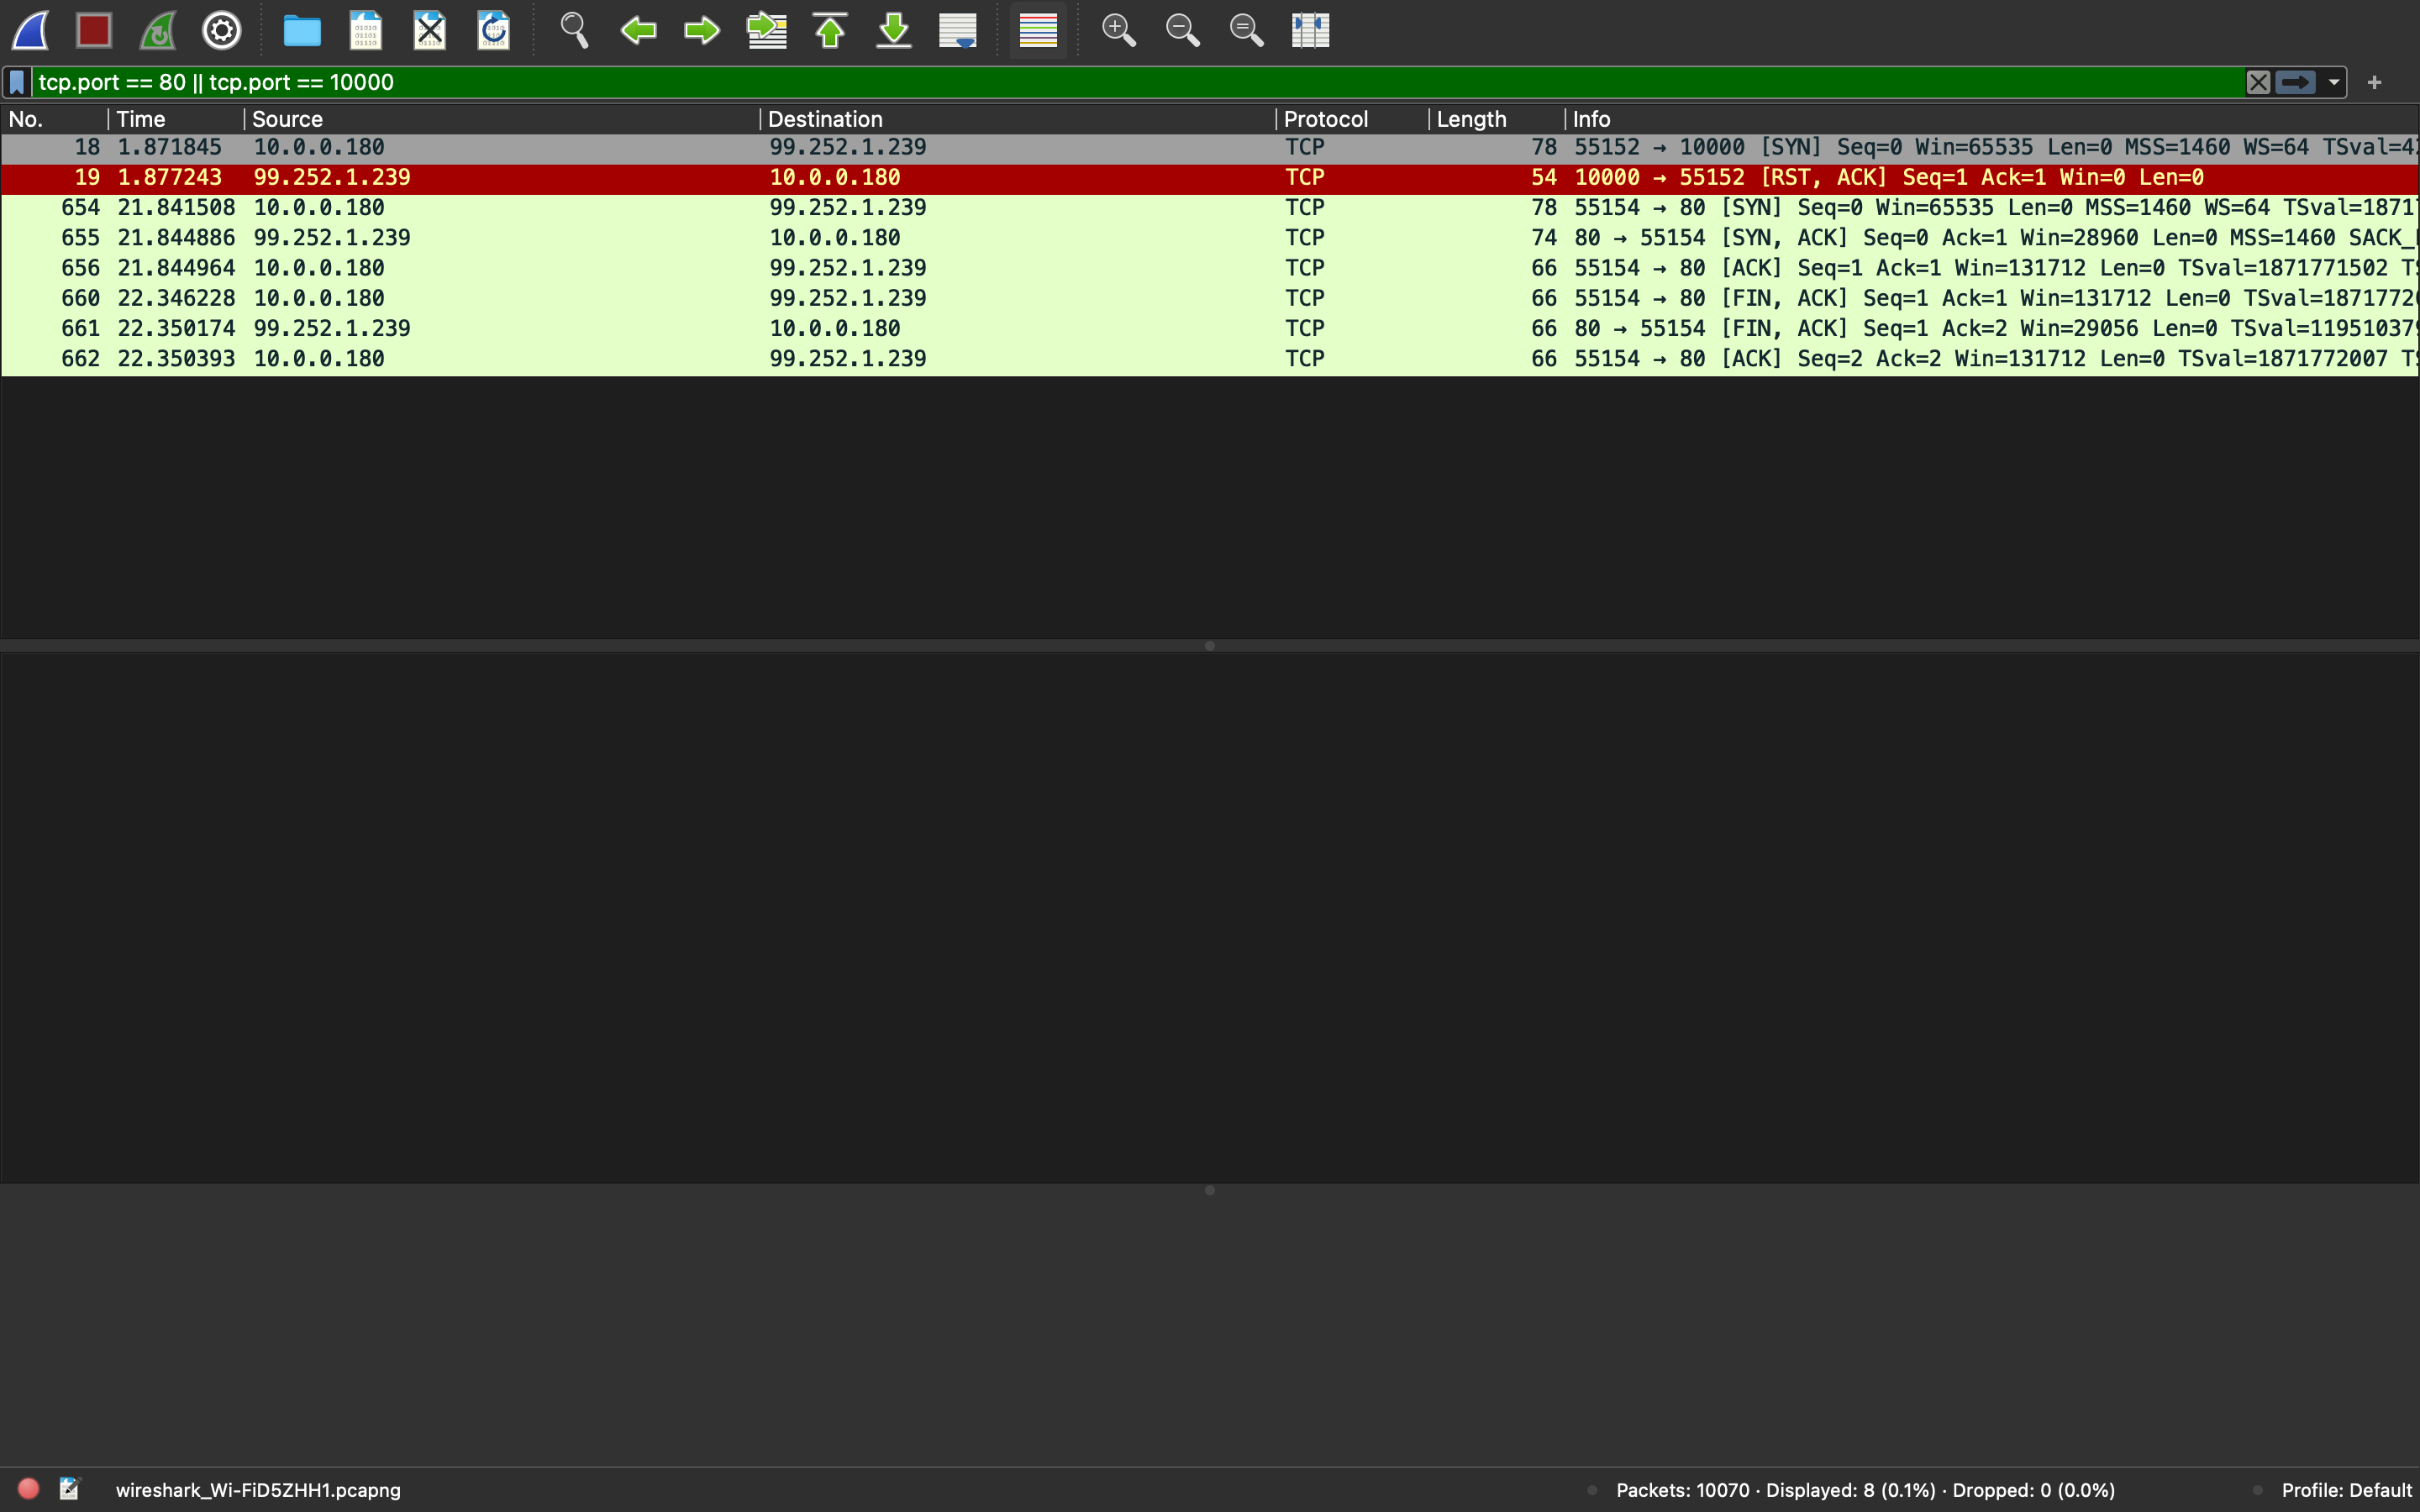 tcp.port == 80 || tcp.port == 10000
No. Time Source Destination Protocol Length Info
18 1.871845 10.0.0.180 99.252.1.239 TCP 78 55152 → 10000 [SYN] Seq=0 Win=65535 Len=0 MSS=1460 WS=64 TSval=42
19 1.877243 99.252.1.239 10.0.0.180 TCP 54 10000 → 55152 [RST, ACK] Seq=1 Ack=1 Win=0 Len=0
654 21.841508 10.0.0.180 99.252.1.239 TCP 78 55154 → 80 [SYN] Seq=0 Win=65535 Len=0 MSS=1460 WS=64 TSval=18717
655 21.844886 99.252.1.239 10.0.0.180 TCP 74 80 → 55154 [SYN, ACK] Seq=0 Ack=1 Win=28960 Len=0 MSS=1460 SACK_
656 21.844964 10.0.0.180 99.252.1.239 TCP 66 55154 → 80 [ACK] Seq=1 Ack=1 Win=131712 Len=0 TSval=1871771502
660 22.346228 10.0.0.180 99.252.1.239 TCP 66 55154 → 80 [FIN, ACK] Seq=1 Ack=1 Win=131712 Len=0 TSval=1871772
661 22.350174 99.252.1.239 10.0.0.180 TCP 66 80 → 55154 [FIN, ACK] Seq=1 Ack=2 Win=29056 Len=0 TSval=119510379
662 22.350393 10.0.0.180 99.252.1.239 TCP 66 55154 → 80 [ACK] Seq=2 Ack=2 Win=131712 Len=0 TSval=1871772007
wireshark_Wi-FiD5ZHH1.pcapng Packets: 10070 · Displayed: 8 (0.1%) · Dropped: 0 (0.0%) Profile: Default